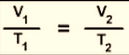 V₁/T₁ = V₂/T₂